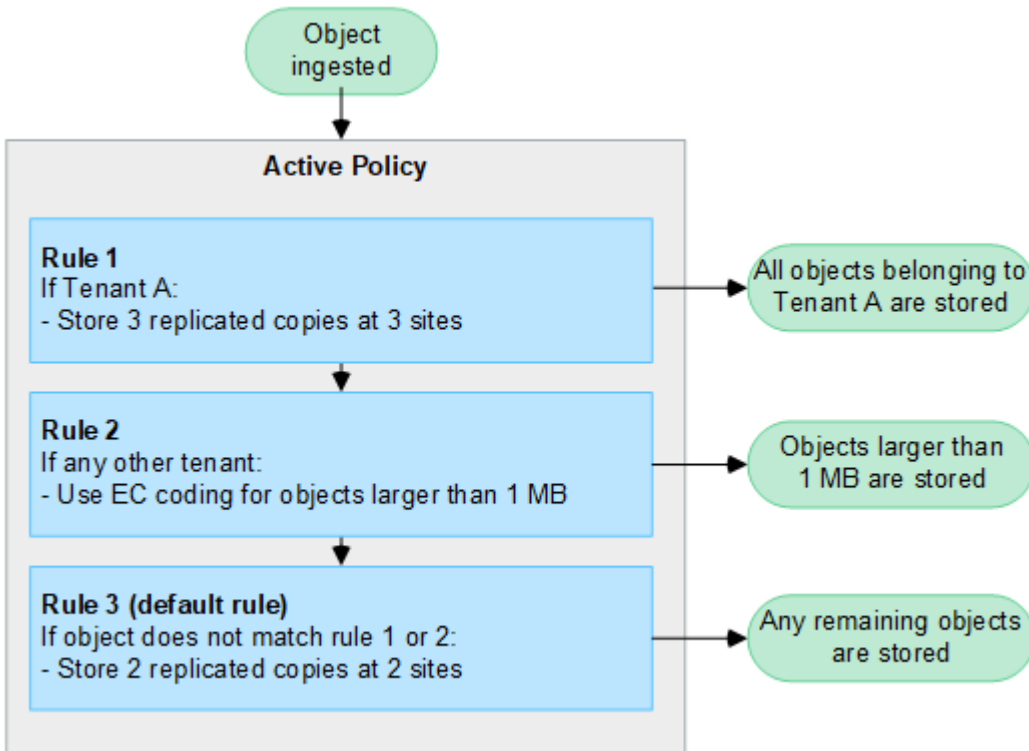 Object
ingested
Active Policy
Rule 1
If Tenant A:
- Store 3 replicated copies at 3 sites
All objects belonging to
Tenant A are stored
Rule 2
If any other tenant:
- Use EC coding for objects larger than 1 MB
Objects larger than
1 MB are stored
Rule 3 (default rule)
If object does not match rule 1 or 2:
- Store 2 replicated copies at 2 sites
Any remaining objects
are stored